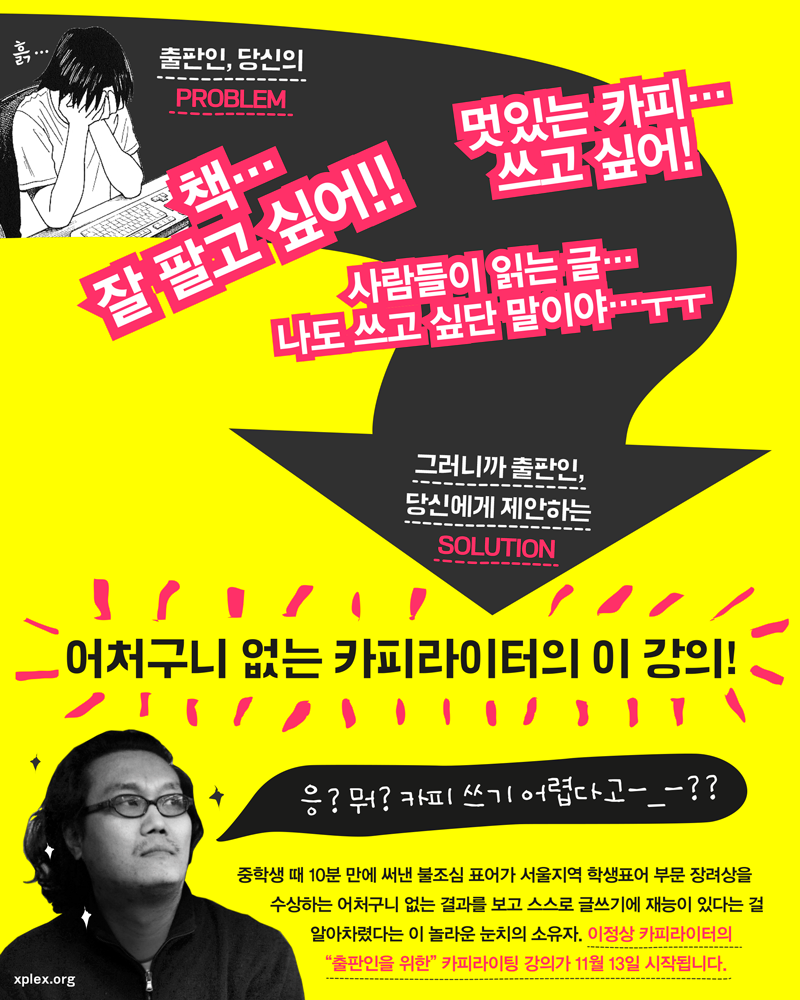 흙…
출판인, 당신의
PROBLEM
멋있는 카피…
쓰고 싶어!
책…
잘 팔고 싶어!!
사람들이 읽는 글…
나도 쓰고 싶단 말이야…ㅜㅜ
그러니까 출판인,
당신에게 제안하는
SOLUTION
어처구니 없는 카피라이터의 이 강의!
응? 뭐? 카피 쓰기 어렵다고-_-??
중학생 때 10분 만에 써낸 불조심 표어가 서울지역 학생표어 부문 장려상을
수상하는 어처구니 없는 결과를 보고 스스로 글쓰기에 재능이 있다는 걸
알아차렸다는 이 놀라운 눈치의 소유자. 이정상 카피라이터의
“출판인을 위한” 카피라이팅 강의가 11월 13일 시작됩니다.
xplex.org